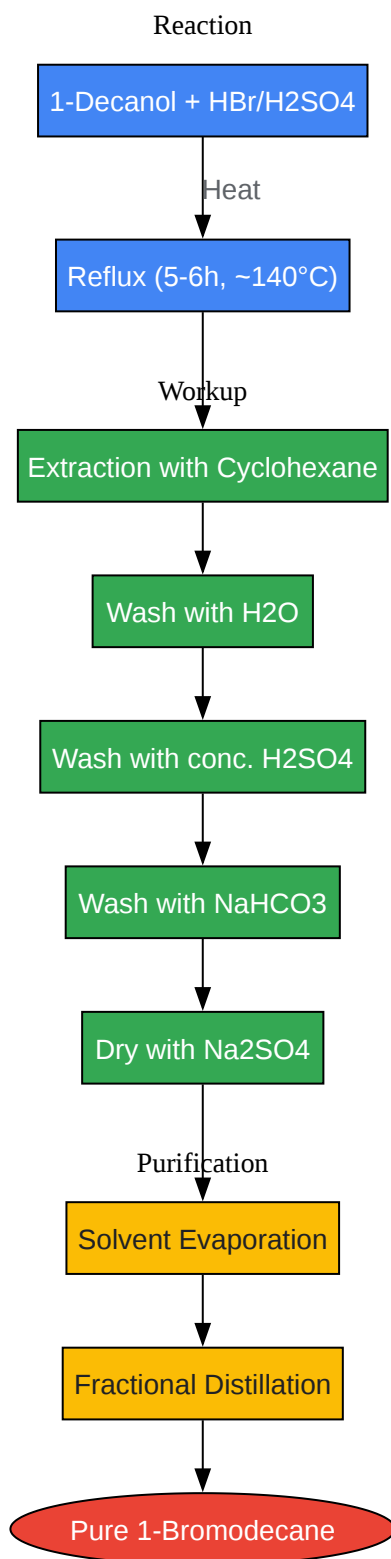 Reaction
1-Decanol + HBr/H2SO4
Heat
Reflux (5-6h, ~140°C)
Workup
Extraction with Cyclohexane
Wash with H2O
Wash with conc. H2SO4
Wash with NaHCO3
Dry with Na2SO4
Purification
Solvent Evaporation
Fractional Distillation
Pure 1-Bromodecane